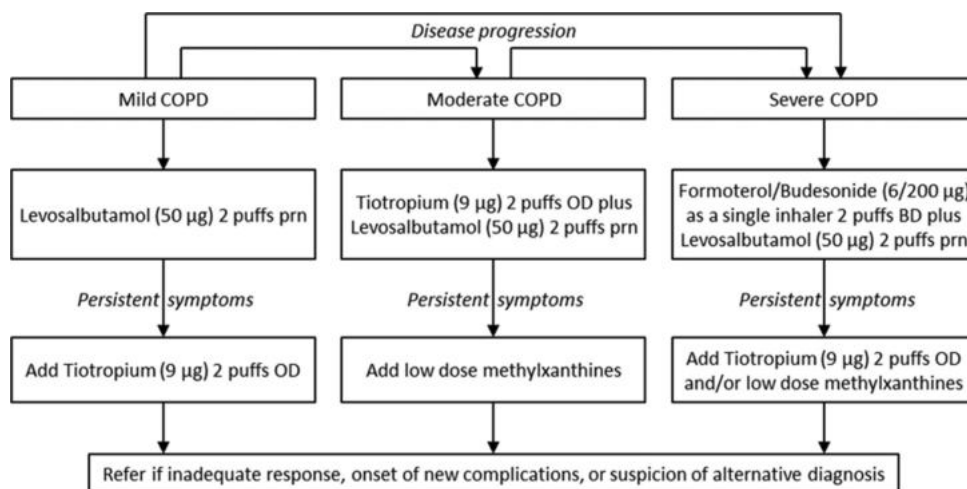 Disease progression
Mild COPD
Moderate COPD
Severe COPD
Levosalbutamol (50 µg) 2 puffs prn
Tiotropium (9 µg) 2 puffs OD plus
Levosalbutamol (50 µg) 2 puffs prn
Formoterol/Budesonide (6/200 µg)
as a single inhaler 2 puffs BD plus
Levosalbutamol (50 µg) 2 puffs prn
Persistent symptoms
Persistent symptoms
Persistent symptoms
Add Tiotropium (9 µg) 2 puffs OD
Add low dose methylxanthines
Add Tiotropium (9 µg) 2 puffs OD
and/or low dose methylxanthines
Refer if inadequate response, onset of new complications, or suspicion of alternative diagnosis